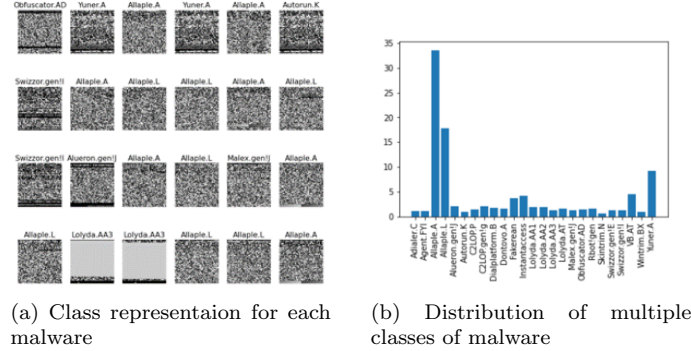 Obfuscator.AD Yuner.A Allaple.A Yuner.A Allaple.A Autorun.K
Swizzor.gen!I Allaple.A Allaple.L Allaple.L Allaple.A Allaple.L
Swizzor.gen!I Alueron.gen!J Allaple.A Allaple.L Malex.gen!J Allaple.A
Allaple.L Lolyda.AA3 Lolyda.AA3 Allaple.L Allaple.L Allaple.A
(a) Class representaion for each
malware
35
30
25
20
15
10
5
0
Adialer.C
Agent.FYI
Allaple.A
Allaple.L
Alueron.gen!J
Autorun.K
C2LOP.P
C2LOP.gen!g
Dialplatform.B
Dontovo.A
Fakerean
Instantaccess
Lolyda.AA1
Lolyda.AA2
Lolyda.AA3
Lolyda.AT
Malex.gen!J
Obfuscator.AD
Rbot!gen
Skintrim.N
Swizzor.gen!E
Swizzor.gen!I
VB.AT
Wintrim.BX
Yuner.A
(b) Distribution of multiple
classes of malware